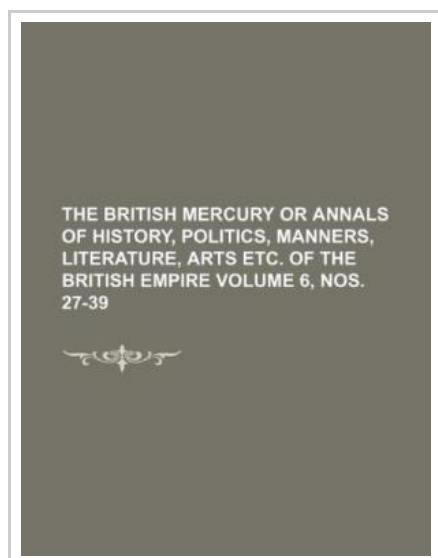 THE BRITISH MERCURY OR ANNALS
OF HISTORY, POLITICS, MANNERS,
LITERATURE, ARTS ETC. OF THE
BRITISH EMPIRE VOLUME 6, NOS.
27-39